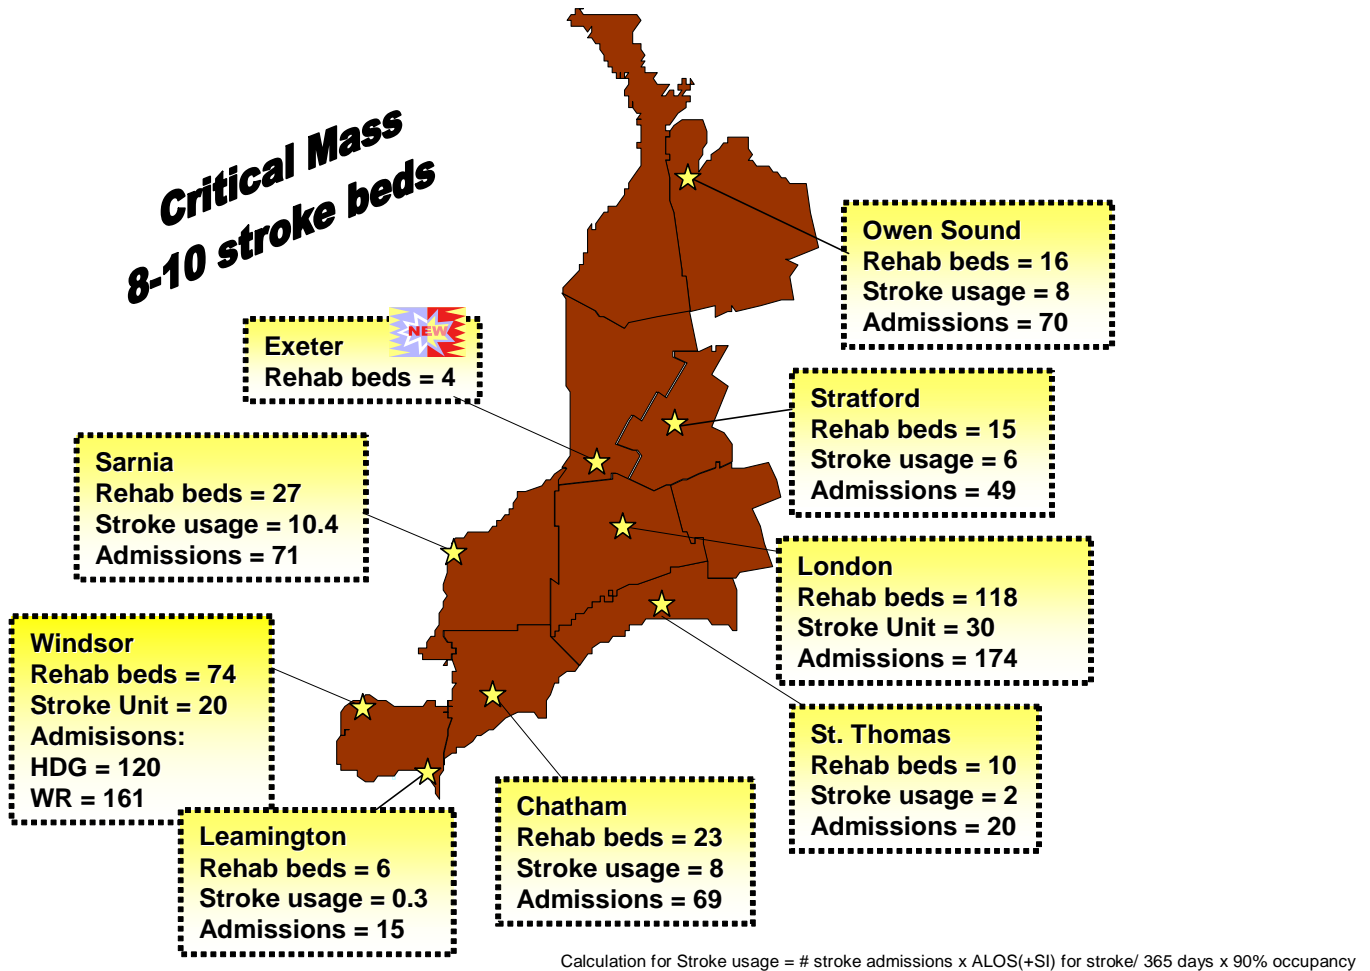 Critical Mass
8-10 stroke beds
Owen Sound
Rehab beds = 16
Stroke usage = 8
Admissions = 70
NEW
Exeter
Rehab beds = 4
Stratford
Rehab beds = 15
Stroke usage = 6
Admissions = 49
Sarnia
Rehab beds = 27
Stroke usage = 10.4
Admissions = 71
London
Rehab beds = 118
Stroke Unit = 30
Admissions = 174
Windsor
Rehab beds = 74
Stroke Unit = 20
Admisisons:
HDG = 120
WR = 161
St. Thomas
Rehab beds = 10
Stroke usage = 2
Admissions = 20
Chatham
Rehab beds = 23
Stroke usage = 8
Admissions = 69
Leamington
Rehab beds = 6
Stroke usage = 0.3
Admissions = 15
Calculation for Stroke usage = # stroke admissions x ALOS(+SI) for stroke/ 365 days x 90% occupancy